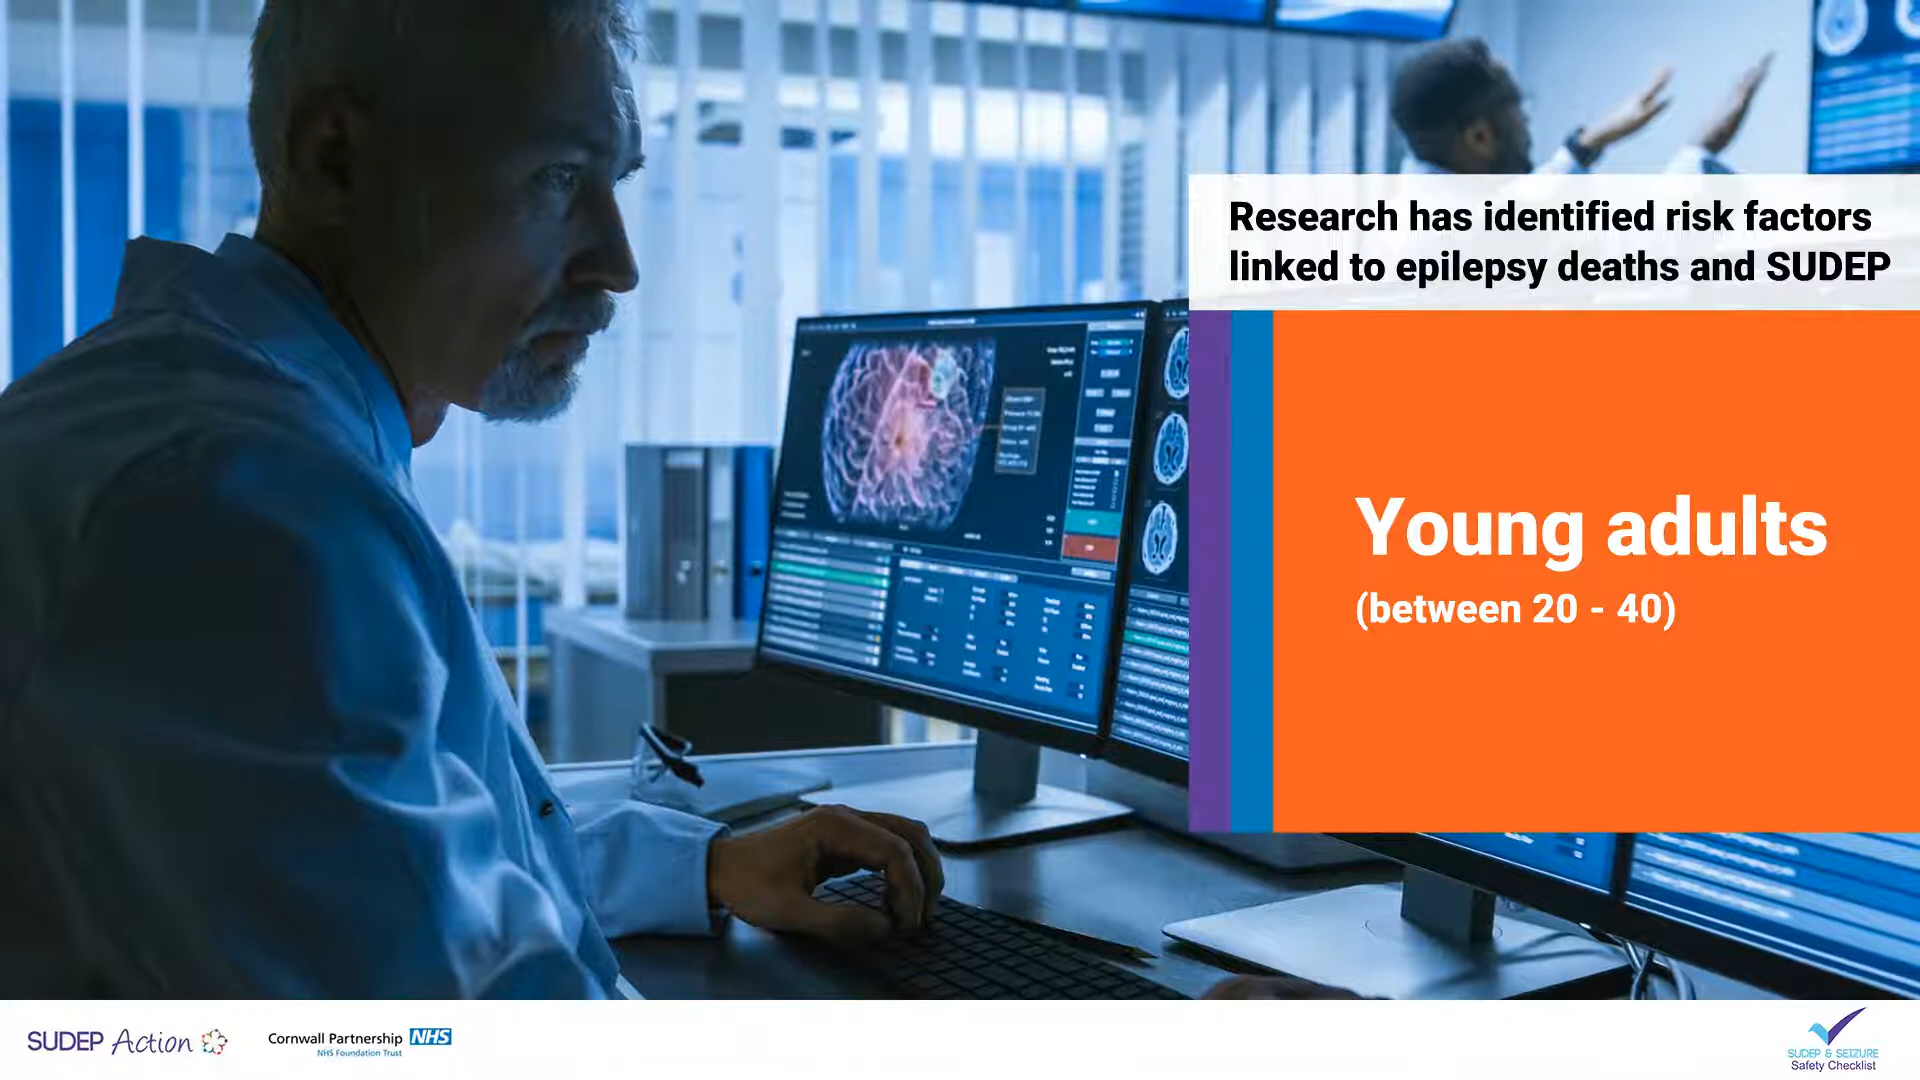 Research has identified risk factors
linked to epilepsy deaths and SUDEP
Young adults
(between 20 - 40)
SUDEP Action
Cornwall Partnership NHS
NHS Foundation Trust
SUDEP & SEIZURE
Safety Checklist